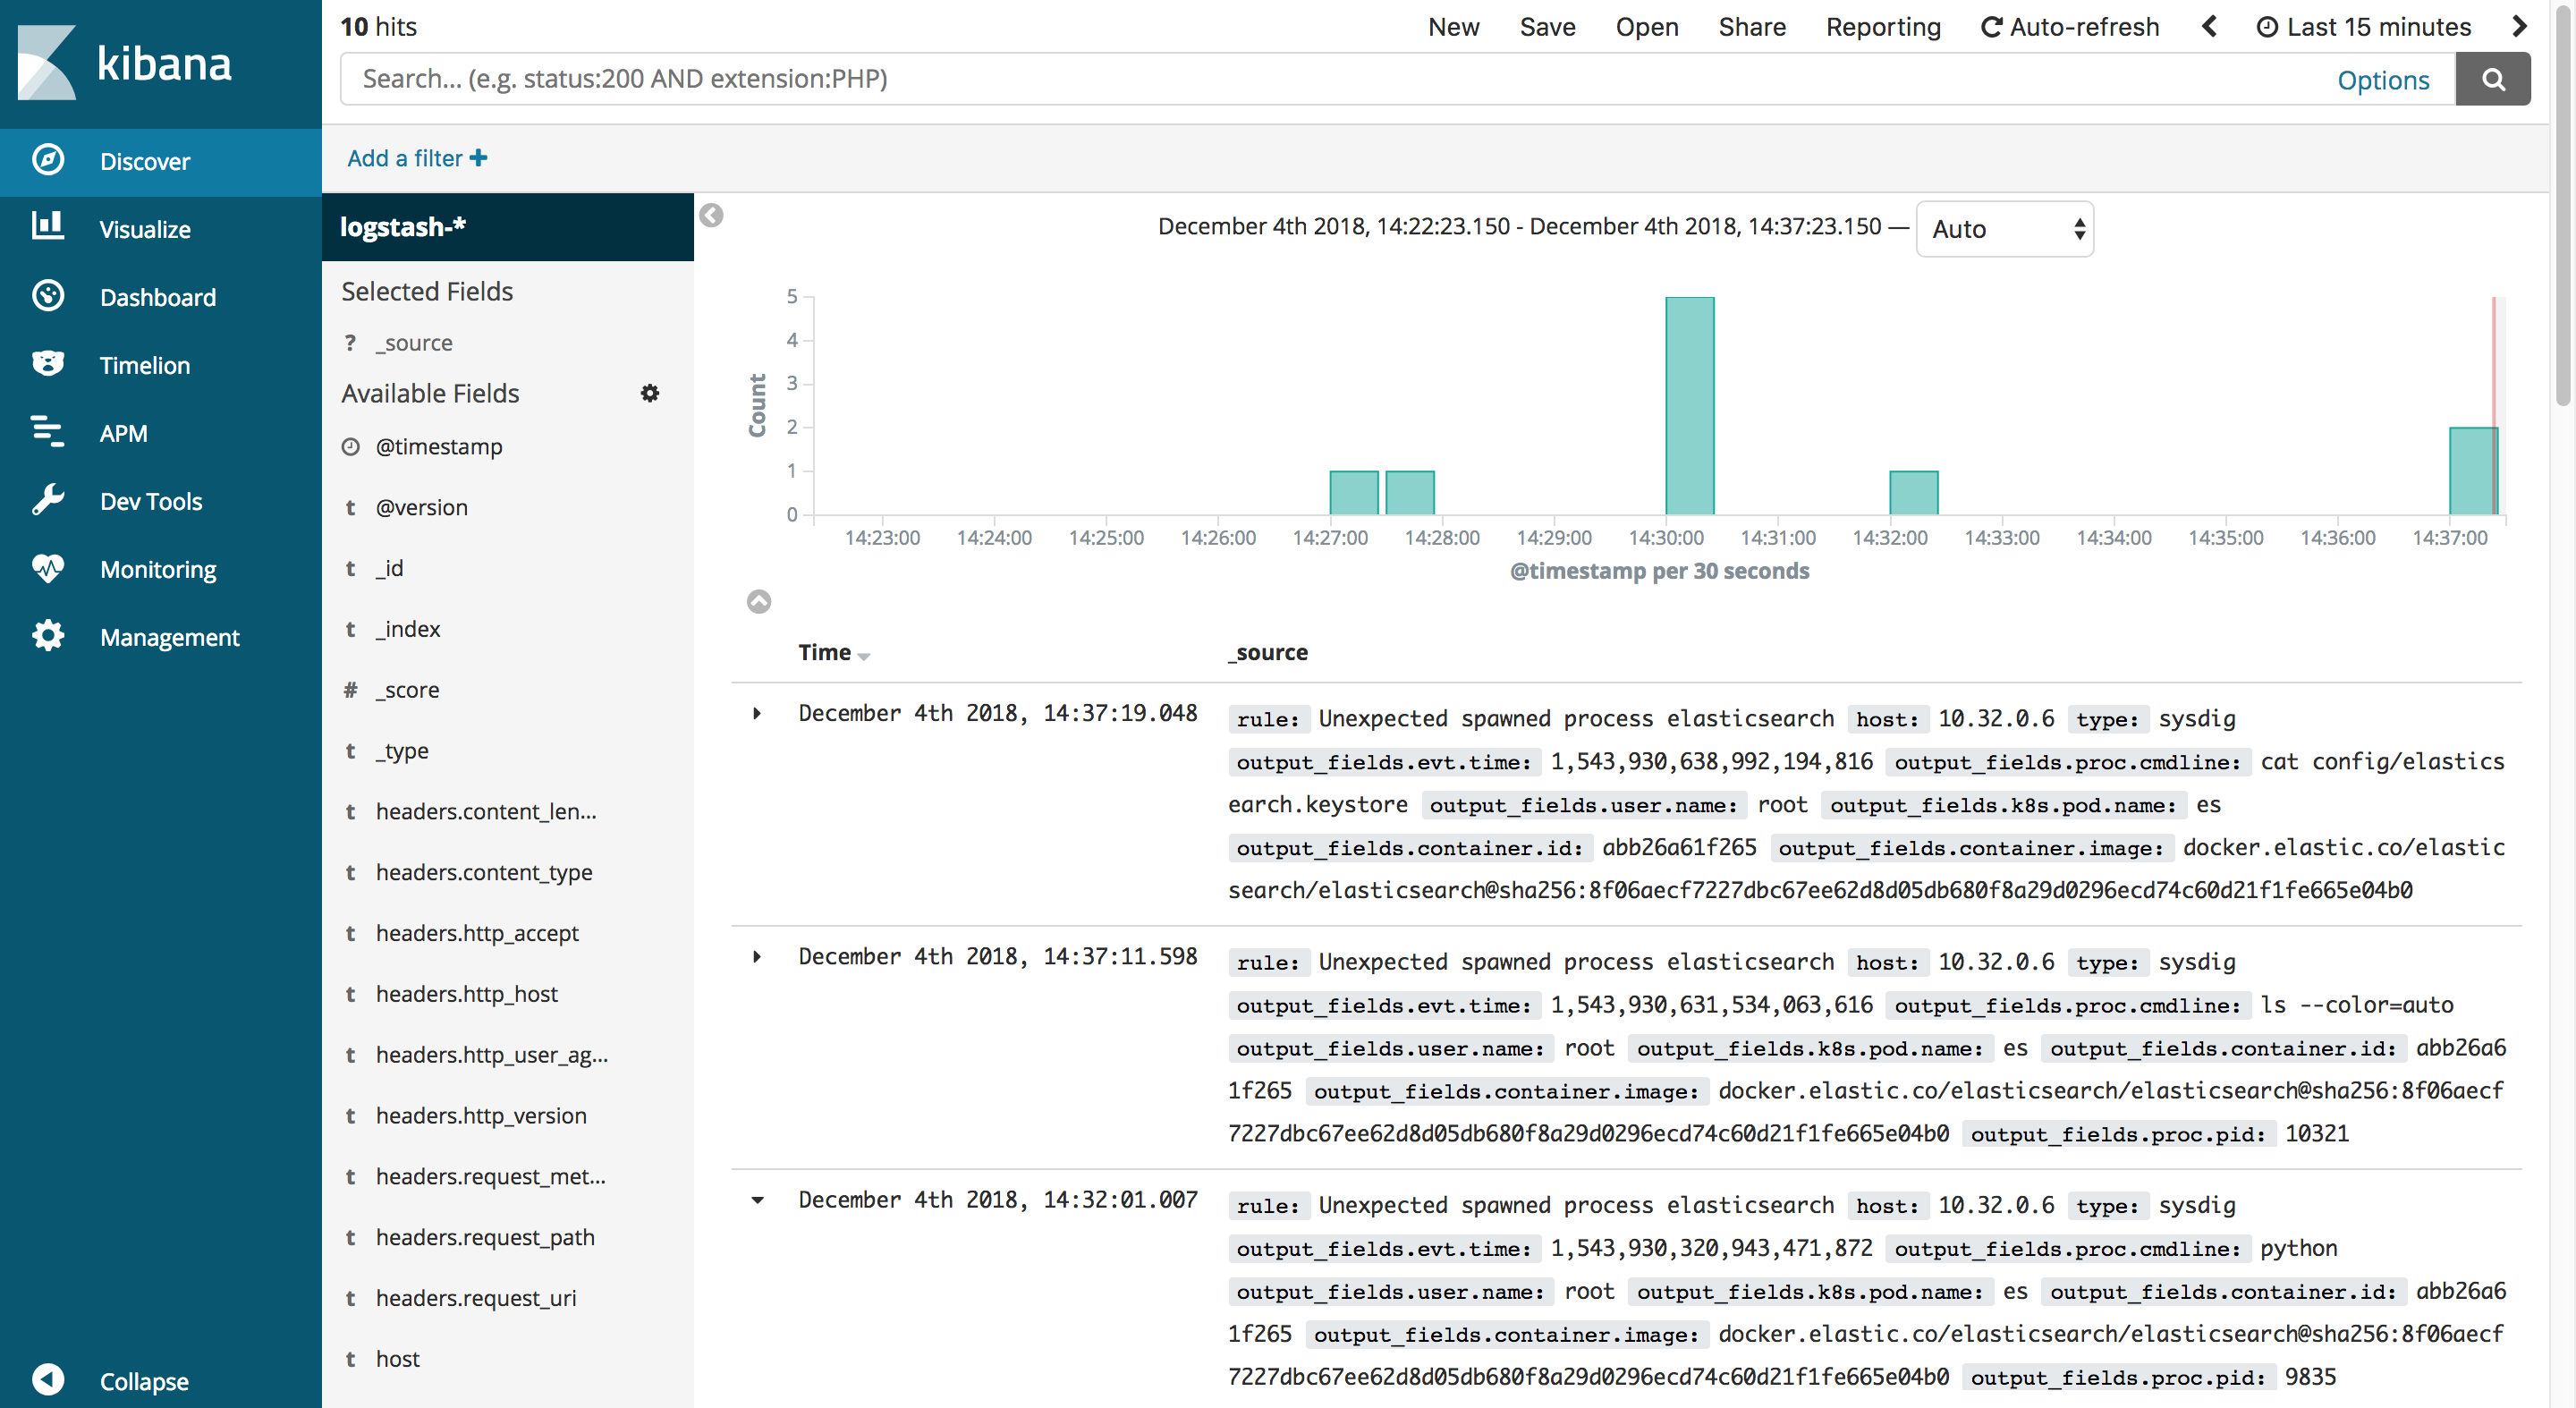 kibana
Discover
Visualize
Dashboard
Timelion
APM
Dev Tools
Monitoring
Management
Collapse
10 hits
New Save Open Share Reporting Auto-refresh Last 15 minutes
Search... (e.g. status:200 AND extension:PHP) Options
Add a filter +
logstash-*
Selected Fields
? _source
Available Fields
@timestamp
t @version
t _id
t _index
# _score
t _type
t headers.content_len...
t headers.content_type
t headers.http_accept
t headers.http_host
t headers.http_user_ag...
t headers.http_version
t headers.request_met...
t headers.request_path
t headers.request_uri
t host
December 4th 2018, 14:22:23.150 - December 4th 2018, 14:37:23.150 — Auto
5
4
3
2
1
0
Count
14:23:00 14:24:00 14:25:00 14:26:00 14:27:00 14:28:00 14:29:00 14:30:00 14:31:00 14:32:00 14:33:00 14:34:00 14:35:00 14:36:00 14:37:00
@timestamp per 30 seconds
Time _source
December 4th 2018, 14:37:19.048 rule: Unexpected spawned process elasticsearch host: 10.32.0.6 type: sysdig
output_fields.evt.time: 1,543,930,638,992,194,816 output_fields.proc.cmdline: cat config/elastics
earch.keystore output_fields.user.name: root output_fields.k8s.pod.name: es
output_fields.container.id: abb26a61f265 output_fields.container.image: docker.elastic.co/elastic
search/elasticsearch@sha256:8f06aecf7227dbc67ee62d8d05db680f8a29d0296ecd74c60d21f1fe665e04b0
December 4th 2018, 14:37:11.598 rule: Unexpected spawned process elasticsearch host: 10.32.0.6 type: sysdig
output_fields.evt.time: 1,543,930,631,534,063,616 output_fields.proc.cmdline: ls --color=auto
output_fields.user.name: root output_fields.k8s.pod.name: es output_fields.container.id: abb26a6
1f265 output_fields.container.image: docker.elastic.co/elasticsearch/elasticsearch@sha256:8f06aecf
7227dbc67ee62d8d05db680f8a29d0296ecd74c60d21f1fe665e04b0 output_fields.proc.pid: 10321
December 4th 2018, 14:32:01.007 rule: Unexpected spawned process elasticsearch host: 10.32.0.6 type: sysdig
output_fields.evt.time: 1,543,930,320,943,471,872 output_fields.proc.cmdline: python
output_fields.user.name: root output_fields.k8s.pod.name: es output_fields.container.id: abb26a6
1f265 output_fields.container.image: docker.elastic.co/elasticsearch/elasticsearch@sha256:8f06aecf
7227dbc67ee62d8d05db680f8a29d0296ecd74c60d21f1fe665e04b0 output_fields.proc.pid: 9835